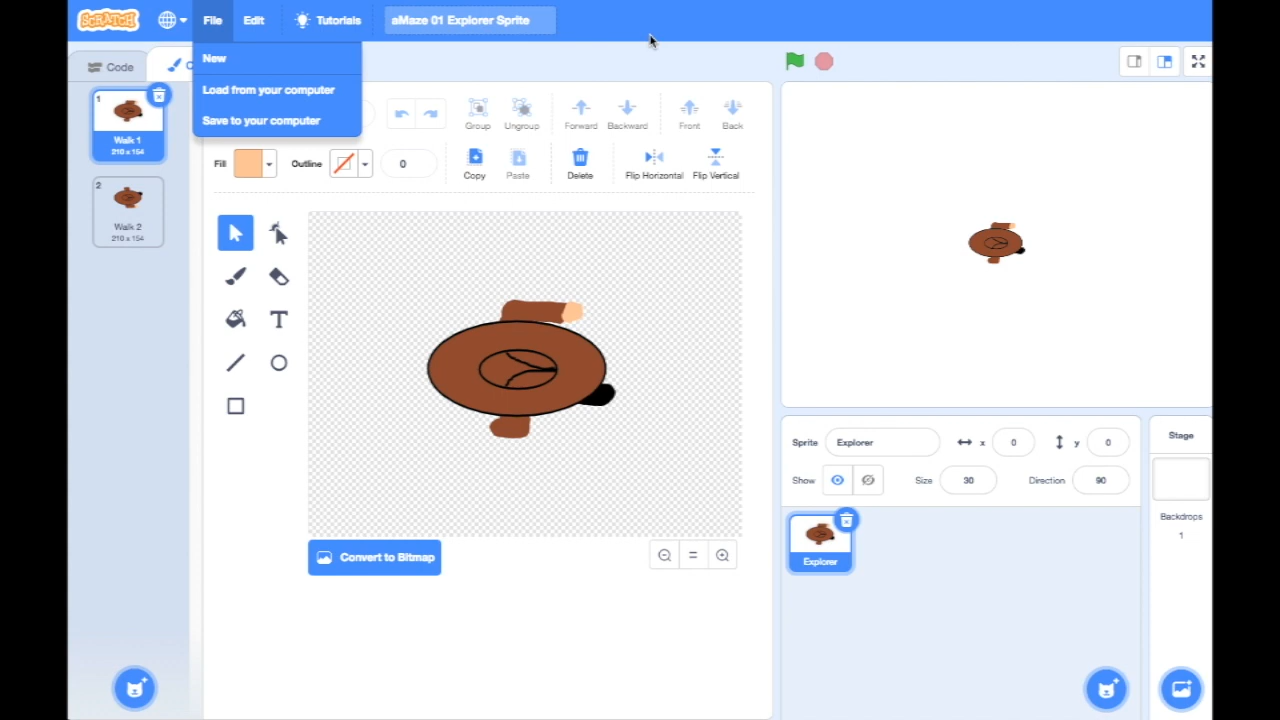 SCRATCH
File
Edit
Tutorials
aMaze 01 Explorer Sprite
New
Load from your computer
Save to your computer
Code
1
Walk 1
210 x 154
2
Walk 2
210 x 154
Group
Ungroup
Forward
Backward
Front
Back
Fill
Outline
0
Copy
Paste
Delete
Flip Horizontal
Flip Vertical
Convert to Bitmap
Sprite
Explorer
x
0
y
0
Show
Size
30
Direction
90
Explorer
Stage
Backdrops
1